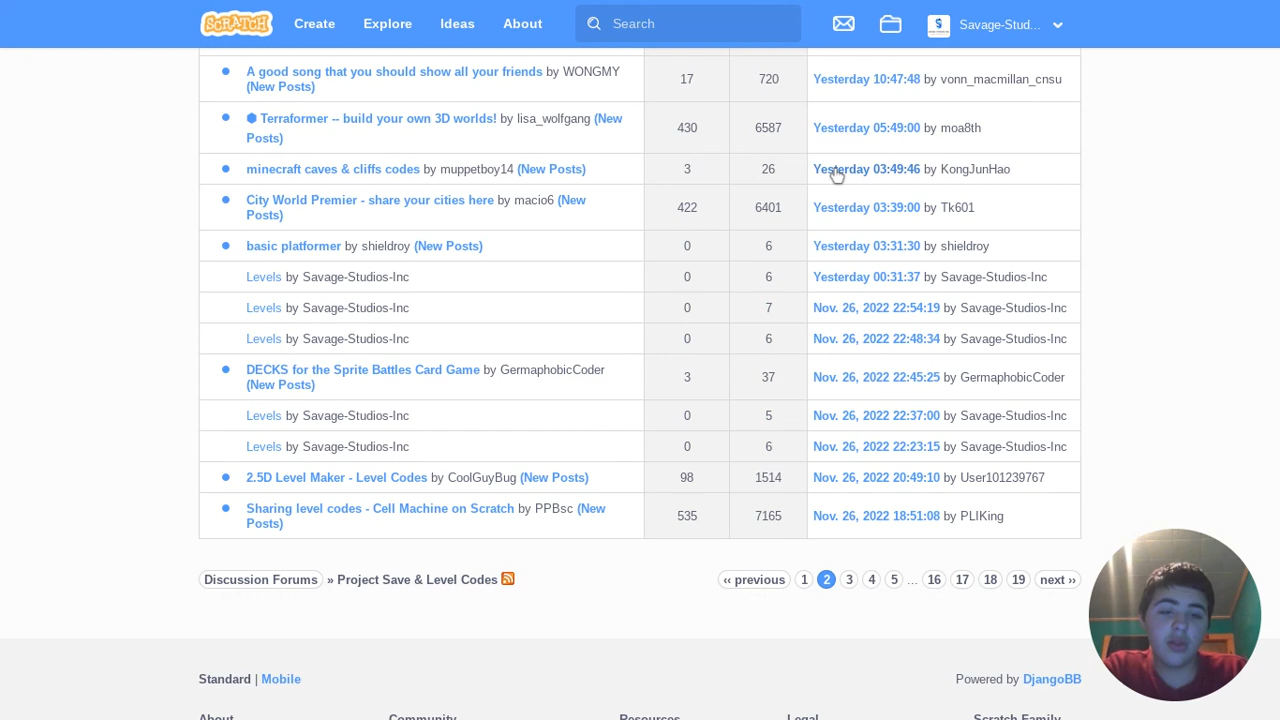 SCRATCH Create Explore Ideas About Search Savage-Stud...
A good song that you should show all your friends by WONGMY 17 720 Yesterday 10:47:48 by vonn_macmillan_cnsu
(New Posts)
⬢ Terraformer -- build your own 3D worlds! by lisa_wolfgang (New 430 6587 Yesterday 05:49:00 by moa8th
Posts)
minecraft caves & cliffs codes by muppetboy14 (New Posts) 3 26 Yesterday 03:49:46 by KongJunHao
City World Premier - share your cities here by macio6 (New 422 6401 Yesterday 03:39:00 by Tk601
Posts)
basic platformer by shieldroy (New Posts) 0 6 Yesterday 03:31:30 by shieldroy
Levels by Savage-Studios-Inc 0 6 Yesterday 00:31:37 by Savage-Studios-Inc
Levels by Savage-Studios-Inc 0 7 Nov. 26, 2022 22:54:19 by Savage-Studios-Inc
Levels by Savage-Studios-Inc 0 6 Nov. 26, 2022 22:48:34 by Savage-Studios-Inc
DECKS for the Sprite Battles Card Game by GermaphobicCoder 3 37 Nov. 26, 2022 22:45:25 by GermaphobicCoder
(New Posts)
Levels by Savage-Studios-Inc 0 5 Nov. 26, 2022 22:37:00 by Savage-Studios-Inc
Levels by Savage-Studios-Inc 0 6 Nov. 26, 2022 22:23:15 by Savage-Studios-Inc
2.5D Level Maker - Level Codes by CoolGuyBug (New Posts) 98 1514 Nov. 26, 2022 20:49:10 by User101239767
Sharing level codes - Cell Machine on Scratch by PPBsc (New 535 7165 Nov. 26, 2022 18:51:08 by PLIKing
Posts)
Discussion Forums » Project Save & Level Codes ‹‹ previous 1 2 3 4 5 ... 16 17 18 19 next ››
Standard | Mobile Powered by DjangoBB
About Community Resources Legal Scratch Family